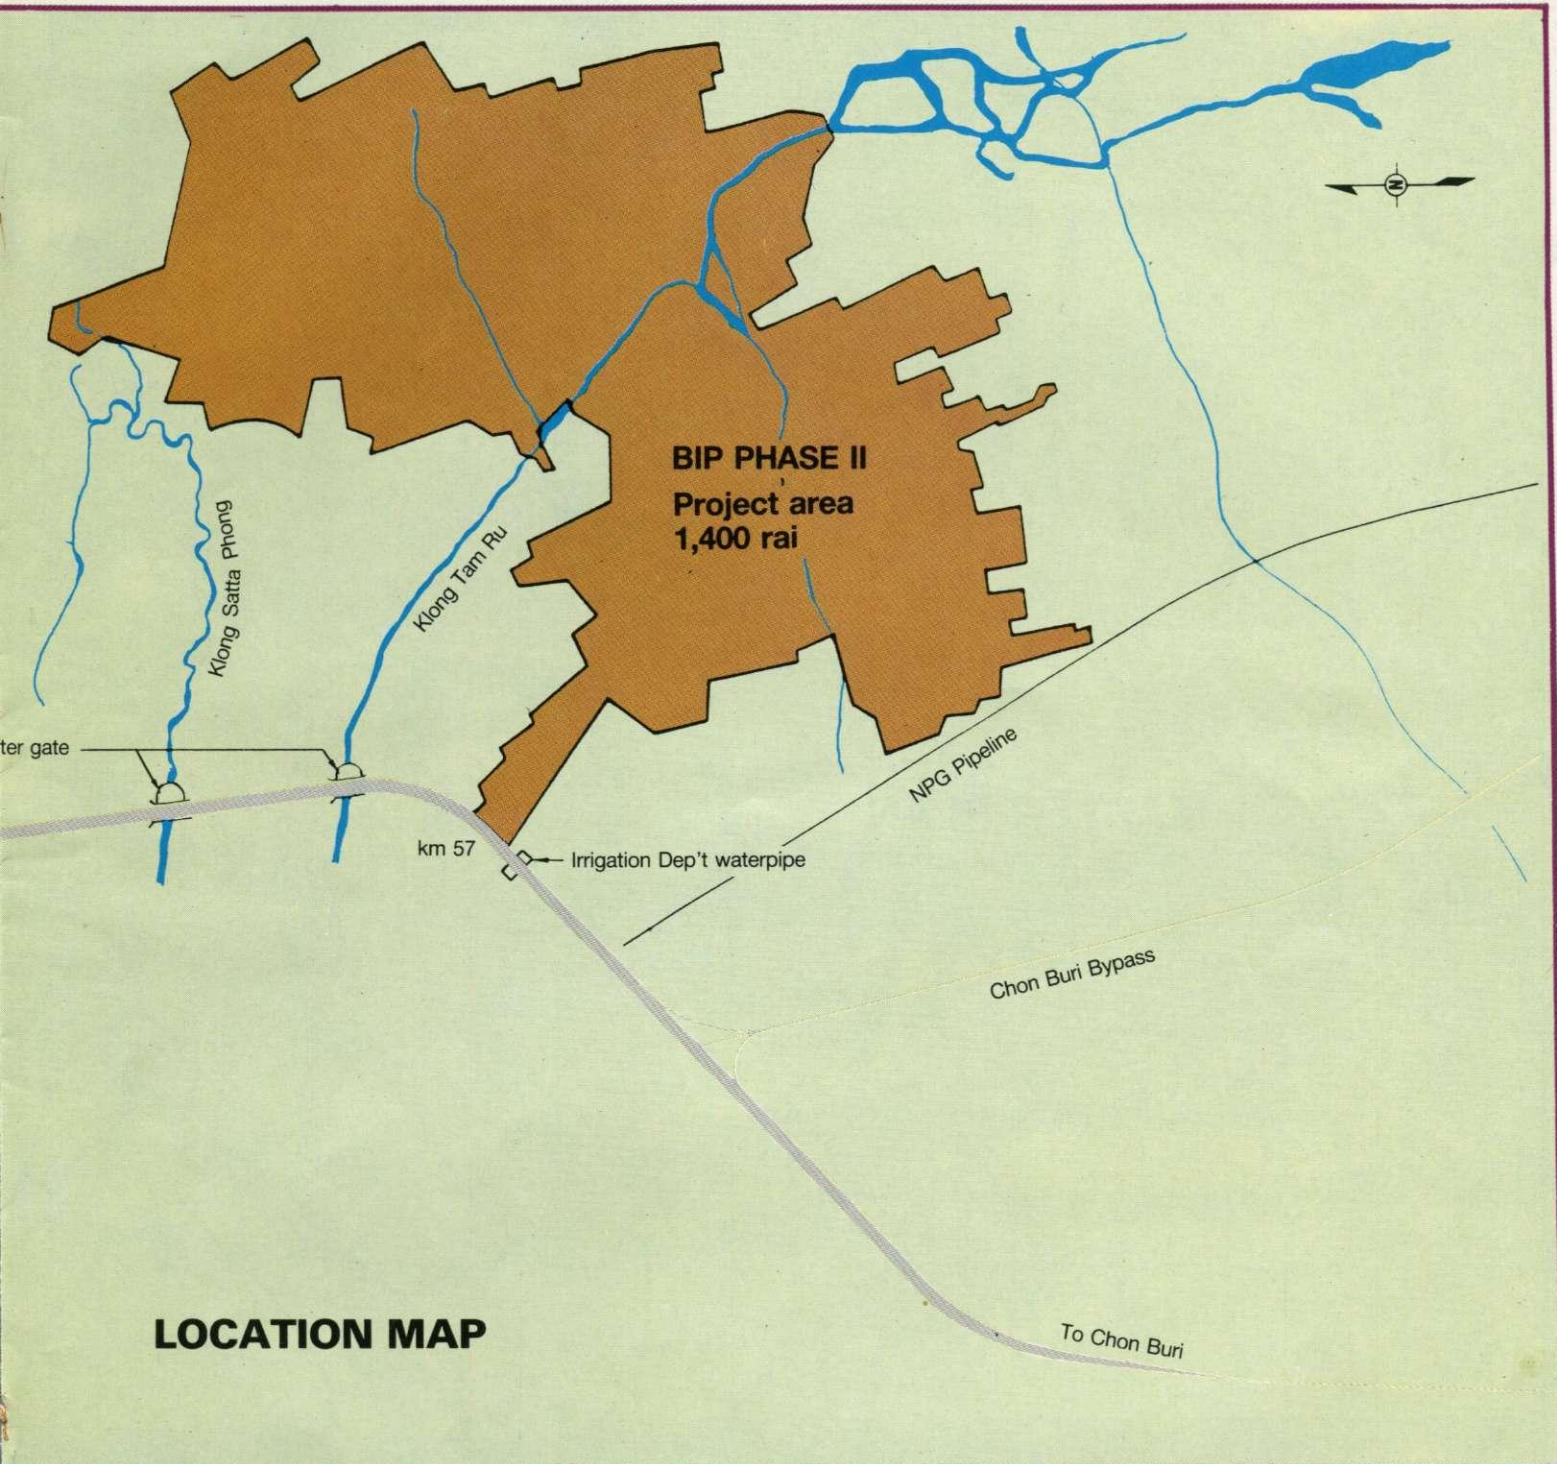 N
BIP PHASE II
Project area
1,400 rai
Klong Satta Phong
Klong Tam Ru
ter gate
NPG Pipeline
km 57
Irrigation Dep't waterpipe
Chon Buri Bypass
LOCATION MAP
To Chon Buri